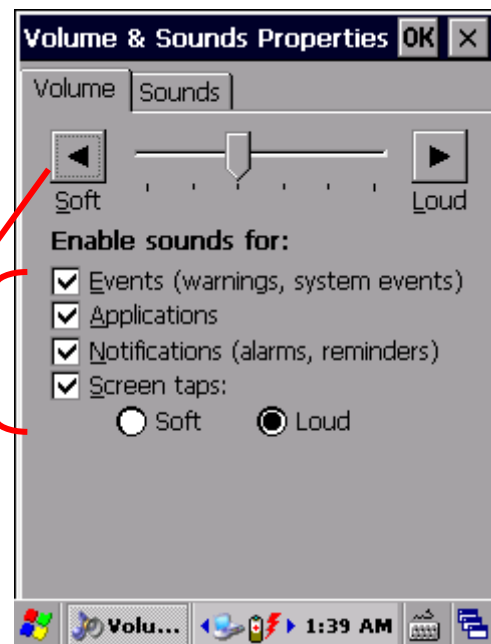 Volume & Sounds Properties OK ×
Volume Sounds
Soft Loud
Enable sounds for:
Events (warnings, system events)
Applications
Notifications (alarms, reminders)
Screen taps:
Soft Loud
Volu... 1:39 AM